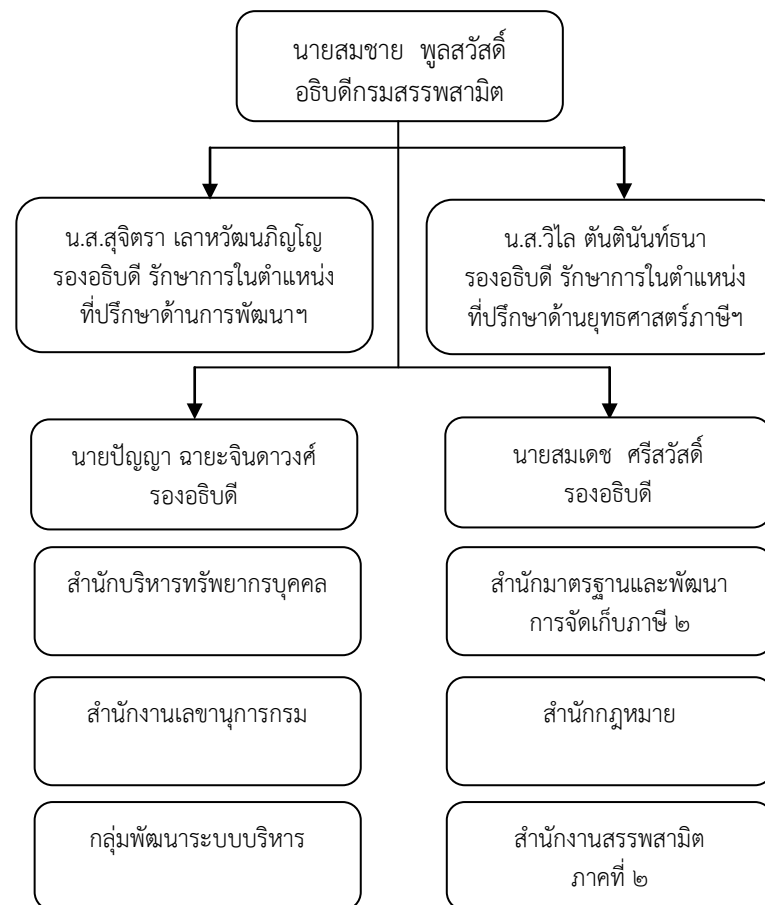 นายสมชาย  พูลสวัสดิ์
อธิบดีกรมสรรพสามิต
น.ส.สุจิตรา เลาหวัฒนภิญโญ
รองอธิบดี รักษาการในตำแหน่ง
ที่ปรึกษาด้านการพัฒนาฯ
น.ส.วิไล ตันตินันท์ธนา
รองอธิบดี รักษาการในตำแหน่ง
ที่ปรึกษาด้านยุทธศาสตร์ภาษีฯ
นายปัญญา ฉายะจินดาวงศ์
รองอธิบดี
นายสมเดช  ศรีสวัสดิ์
รองอธิบดี
สำนักบริหารทรัพยากรบุคคล
สำนักมาตรฐานและพัฒนา
การจัดเก็บภาษี ๒
สำนักงานเลขานุการกรม
สำนักกฎหมาย
กลุ่มพัฒนาระบบบริหาร
สำนักงานสรรพสามิต
ภาคที่ ๒